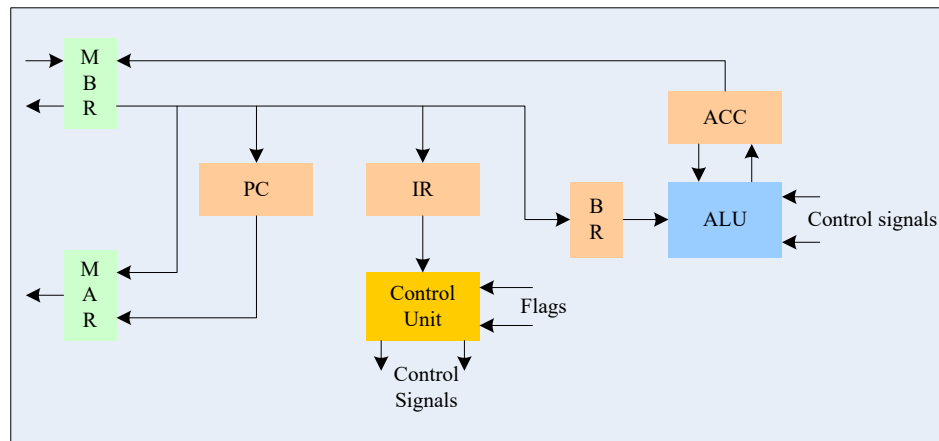 M
B
R
ACC
PC
IR
B
R
ALU
Control signals
M
A
R
Control
Unit
Flags
Control
Signals